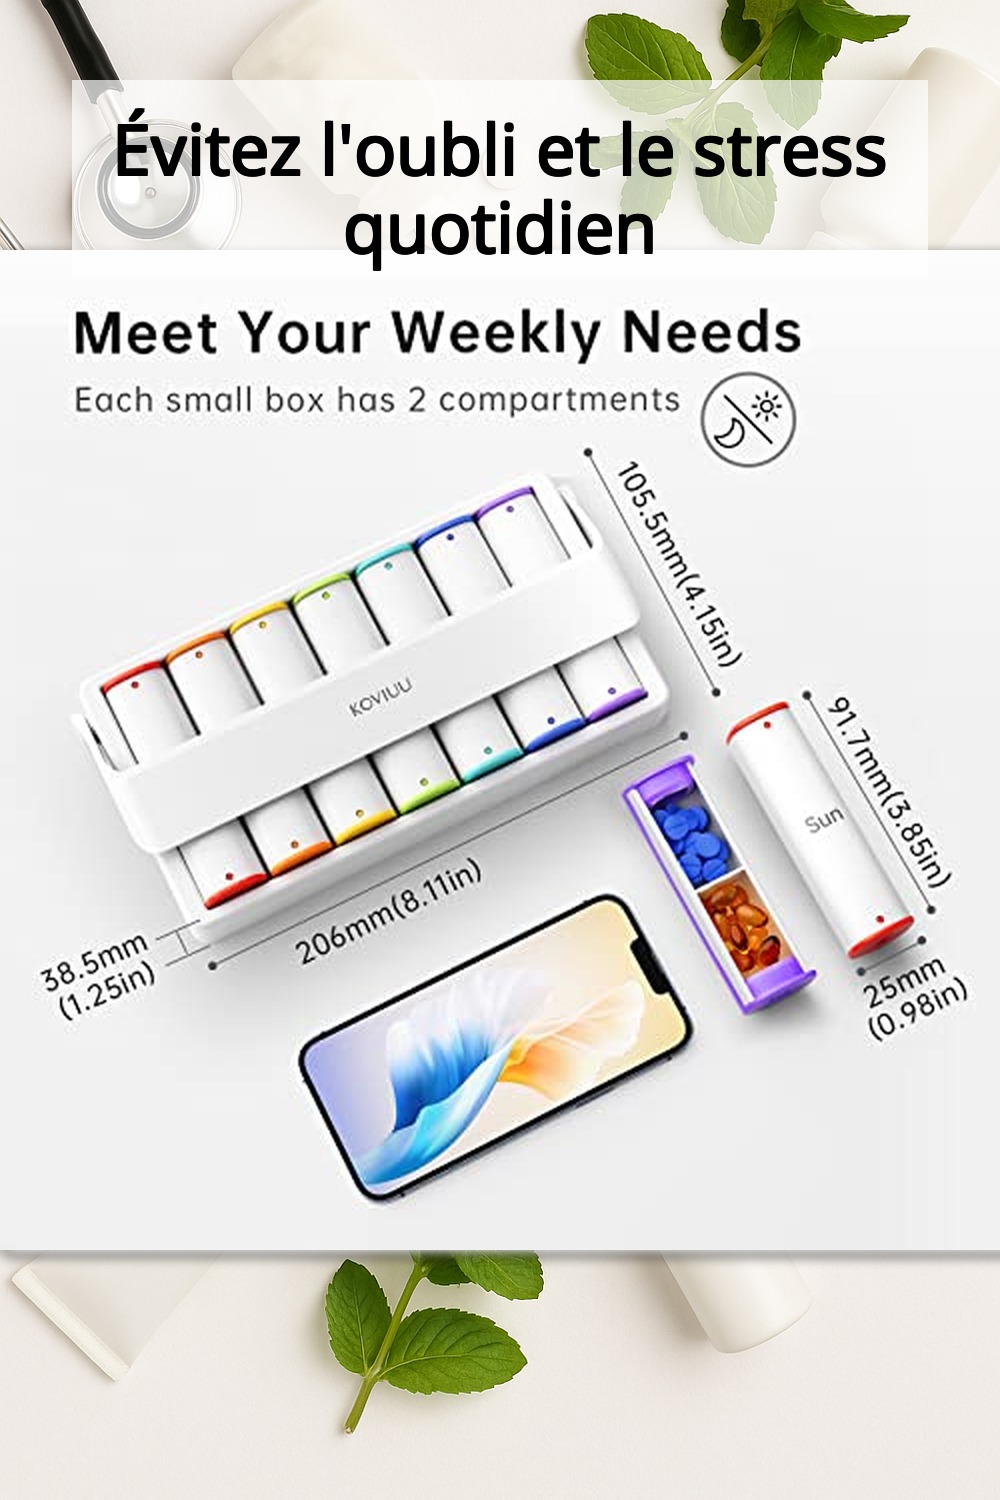 Évitez l'oubli et le stress
quotidien
Meet Your Weekly Needs
Each small box has 2 compartments
105.5mm(4.15in)
KOVIUU
91.7mm(3.85in)
Sun
206mm(8.11in)
38.5mm
(1.25in)
25mm
(0.98in)